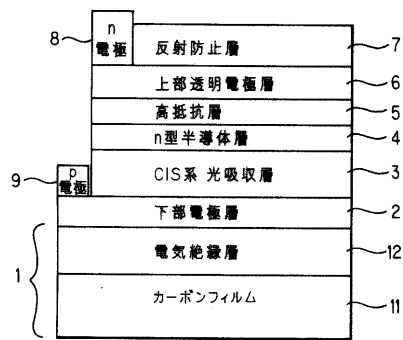 8
n
電極
反射防止層
7
上部透明電極層
6
高抵抗層
5
n型半導体層
4
9
p
電極
CIS系 光吸収層
3
下部電極層
2
1
電気絶縁層
12
カーボンフィルム
11